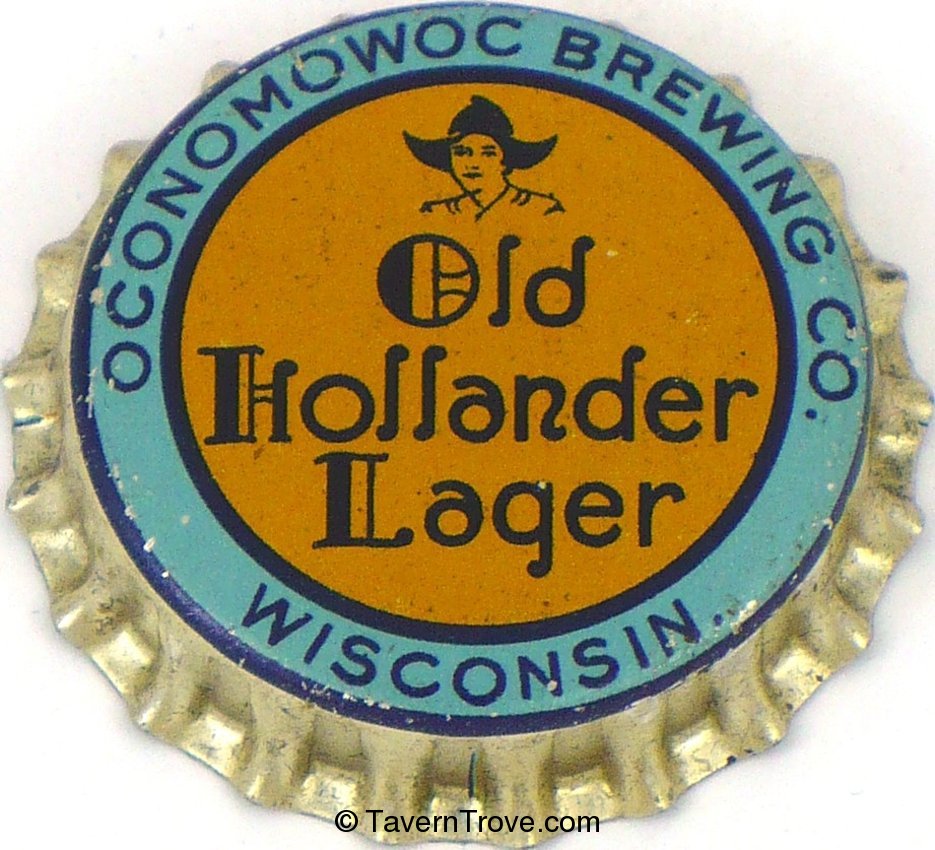 OCONOMOWOC BREWING CO.
Old
Hollander
Lager
WISCONSIN.
© TavernTrove.com